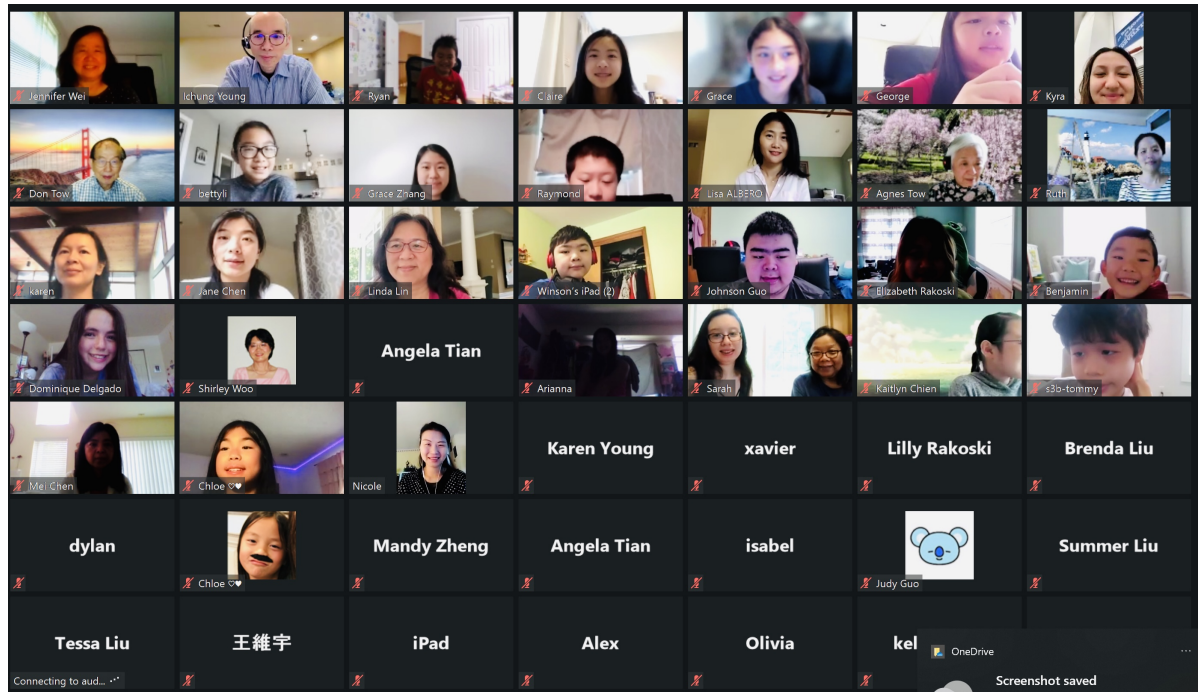 Jennifer Wei
Ichung Young
Ryan
Claire
Grace
George
Kyra
Don Tow
bettyli
Grace Zhang
Raymond
Lisa ALBERO
Agnes Tow
Ruth
karen
Jane Chen
Linda Lin
Winson's iPad (2)
Johnson Guo
Elizabeth Rakoski
Benjamin
Dominique Delgado
Shirley Woo
Angela Tian
Arianna
Sarah
Kaitlyn Chien
s3b-tommy
Mei Chen
Chloe ♡♥
Nicole
Karen Young
xavier
Lilly Rakoski
Brenda Liu
dylan
Chloe ♡♥
Mandy Zheng
Angela Tian
isabel
Judy Guo
Summer Liu
Tessa Liu
Connecting to aud...
王維宇
iPad
Alex
Olivia
kel
OneDrive
...
Screenshot saved